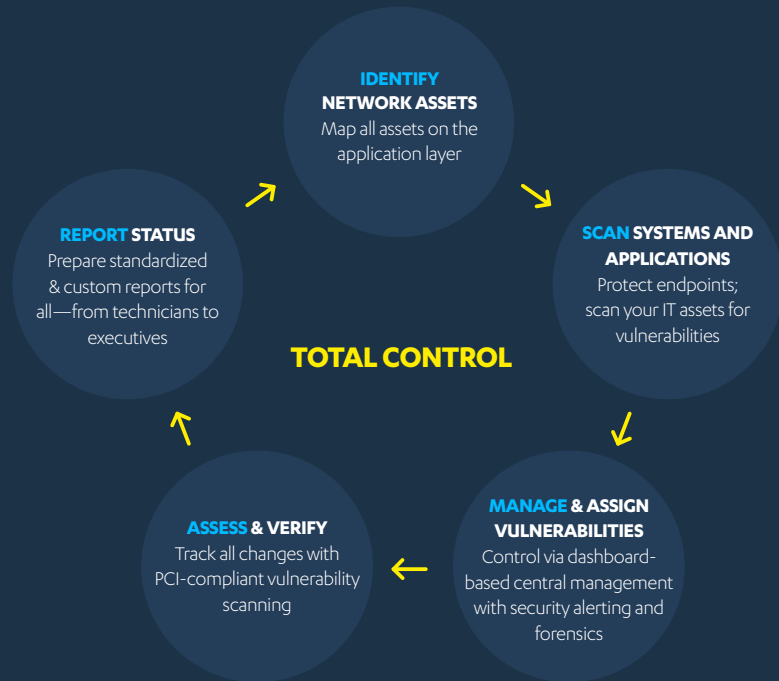 IDENTIFY
NETWORK ASSETS
Map all assets on the
application layer
SCAN SYSTEMS AND
APPLICATIONS
Protect endpoints;
scan your IT assets for
vulnerabilities
MANAGE & ASSIGN
VULNERABILITIES
Control via dashboard-
based central management
with security alerting and
forensics
ASSESS & VERIFY
Track all changes with
PCI-compliant vulnerability
scanning
REPORT STATUS
Prepare standardized
& custom reports for
all—from technicians to
executives
TOTAL CONTROL